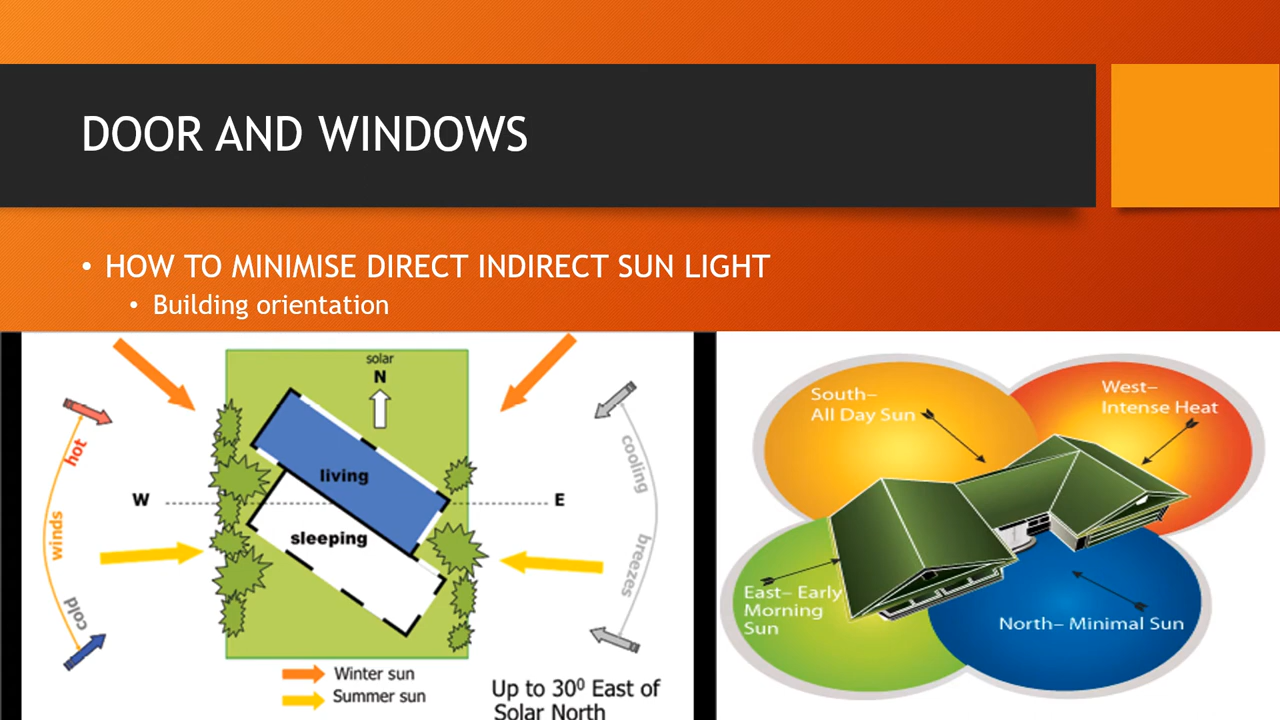 DOOR AND WINDOWS
• HOW TO MINIMISE DIRECT INDIRECT SUN LIGHT
• Building orientation
solar
N
hot
winds
cold
W
E
living
sleeping
cooling
breezes
Winter sun
Summer sun
Up to 30⁰ East of
Solar North
South–
All Day Sun
West–
Intense Heat
East– Early
Morning
Sun
North– Minimal Sun